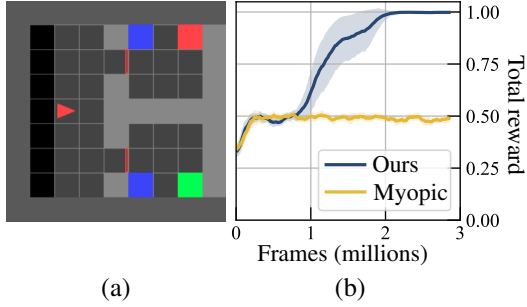 1.00
0.75
0.50
0.25
0.00
Total reward
Ours
Myopic
0 1 2 3
Frames (millions)
(a) (b)